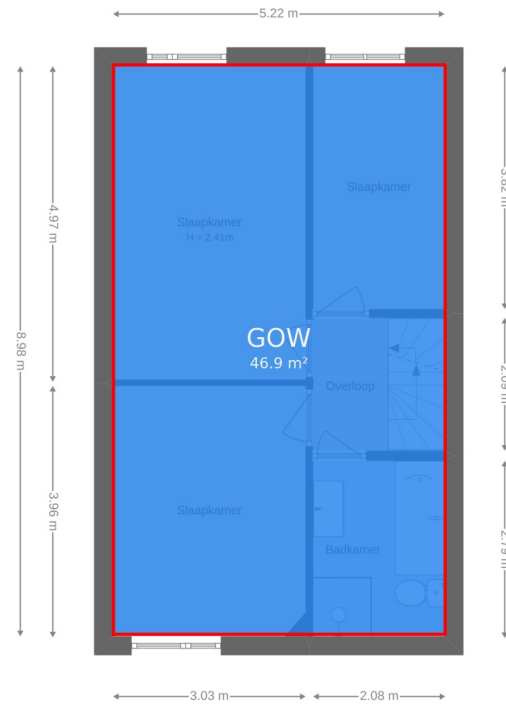 5.22 m
Slaapkamer
Slaapkamer
H = 2.41m
4.97 m
8.98 m
GOW
46.9 m²
Overloop
3.96 m
Slaapkamer
Badkamer
3.03 m
2.08 m